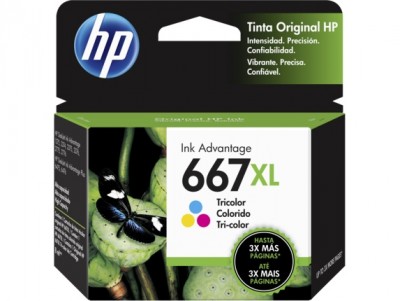 hp
Tinta Original HP
Intensidad. Precisión.
Confiabilidad.
Vibrante. Precisa.
Confiável.
Ink Advantage
667XL
Tricolor
Colorido
Tri-color
HASTA
3X MÁS
PÁGINAS*
ATÉ
3X MAIS
PÁGINAS*